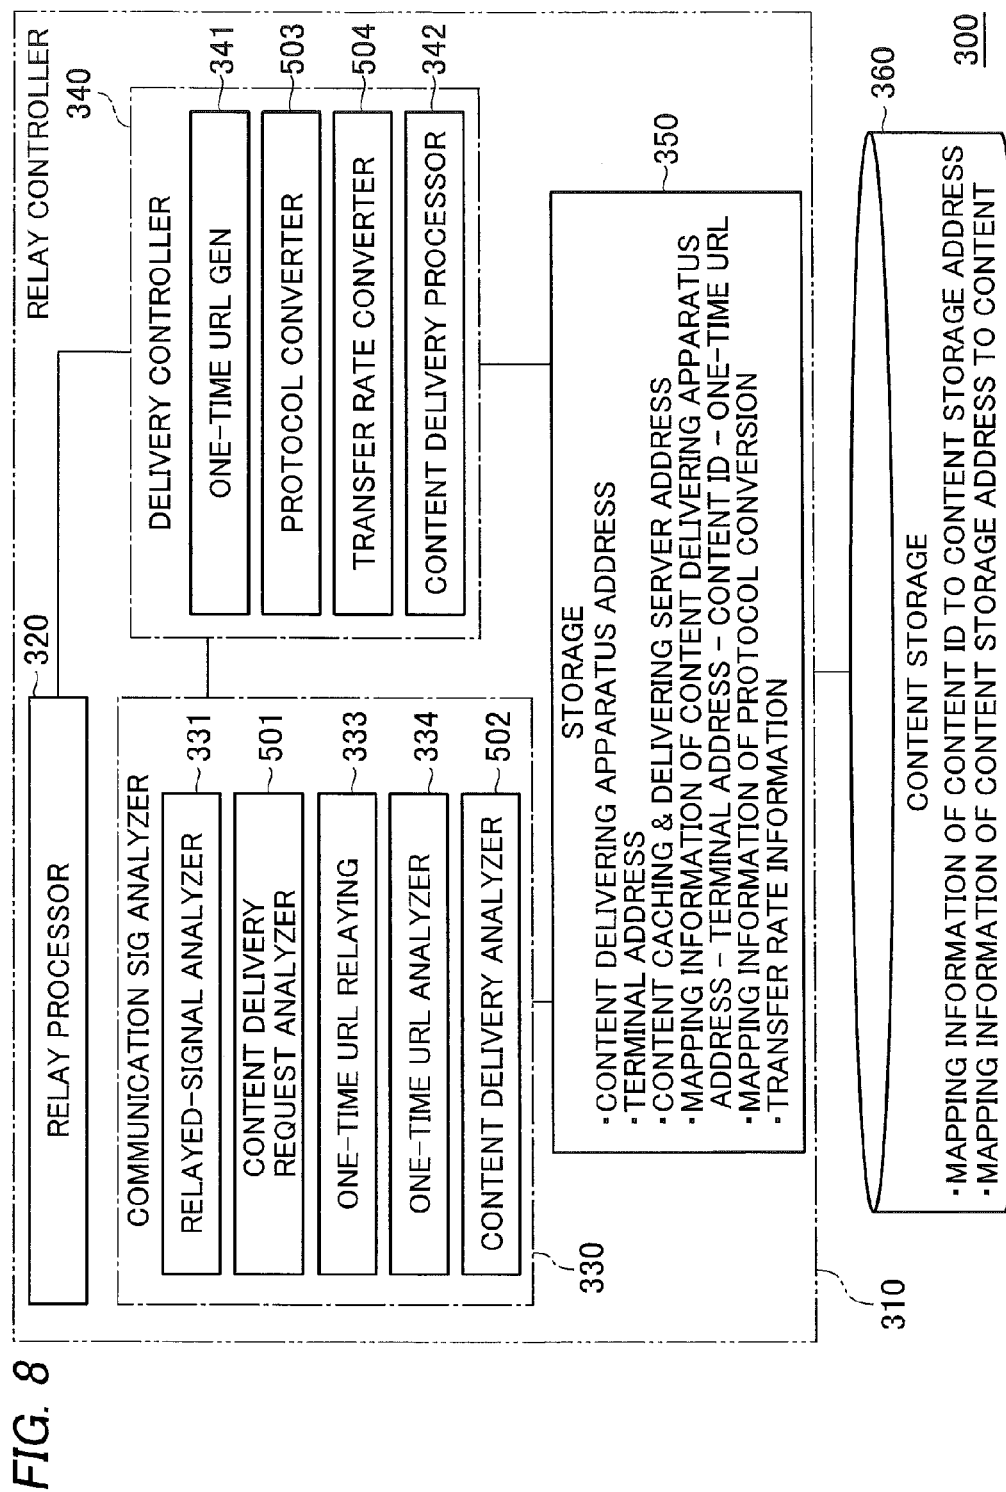 FIG. 8
RELAY CONTROLLER
RELAY PROCESSOR
320
340
COMMUNICATION SIG ANALYZER
RELAYED-SIGNAL ANALYZER
331
CONTENT DELIVERY
REQUEST ANALYZER
501
ONE-TIME URL RELAYING
333
ONE-TIME URL ANALYZER
334
CONTENT DELIVERY ANALYZER
502
330
DELIVERY CONTROLLER
ONE-TIME URL GEN
341
PROTOCOL CONVERTER
503
TRANSFER RATE CONVERTER
504
CONTENT DELIVERY PROCESSOR
342
350
STORAGE
・CONTENT DELIVERING APPARATUS ADDRESS
・TERMINAL ADDRESS
・CONTENT CACHING & DELIVERING SERVER ADDRESS
・MAPPING INFORMATION OF CONTENT DELIVERING APPARATUS
ADDRESS - TERMINAL ADDRESS - CONTENT ID - ONE-TIME URL
・MAPPING INFORMATION OF PROTOCOL CONVERSION
・TRANSFER RATE INFORMATION
310
360
CONTENT STORAGE
・MAPPING INFORMATION OF CONTENT ID TO CONTENT STORAGE ADDRESS
・MAPPING INFORMATION OF CONTENT STORAGE ADDRESS TO CONTENT
300